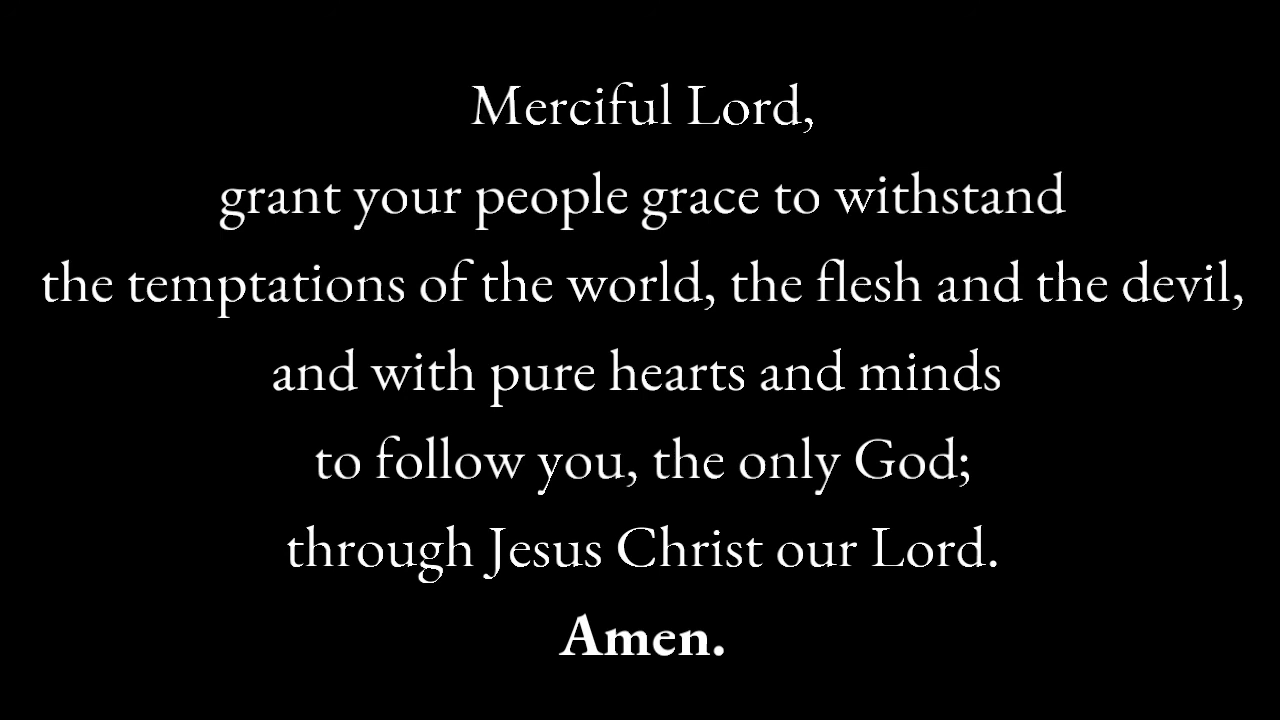 Merciful Lord,
grant your people grace to withstand
the temptations of the world, the flesh and the devil,
and with pure hearts and minds
to follow you, the only God;
through Jesus Christ our Lord.
Amen.